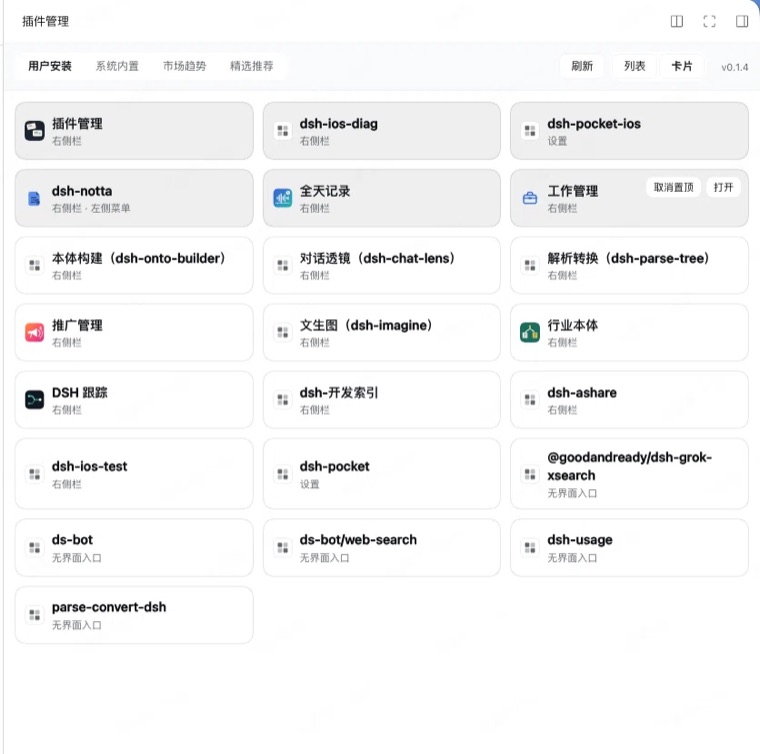 插件管理
用户安装 系统内置 市场趋势 精选推荐 刷新 列表 卡片 v0.1.4
插件管理
右侧栏
dsh-ios-diag
右侧栏
dsh-pocket-ios
设置
dsh-notta
右侧栏 · 左侧菜单
全天记录
右侧栏
工作管理
右侧栏
取消置顶 打开
本体构建（dsh-onto-builder）
右侧栏
对话透镜（dsh-chat-lens）
右侧栏
解析转换（dsh-parse-tree）
右侧栏
推广管理
右侧栏
文生图（dsh-imagine）
右侧栏
行业本体
右侧栏
DSH 跟踪
右侧栏
dsh-开发索引
右侧栏
dsh-ashare
右侧栏
dsh-ios-test
右侧栏
dsh-pocket
设置
@goodandready/dsh-grok-
xsearch
无界面入口
ds-bot
无界面入口
ds-bot/web-search
无界面入口
dsh-usage
无界面入口
parse-convert-dsh
无界面入口